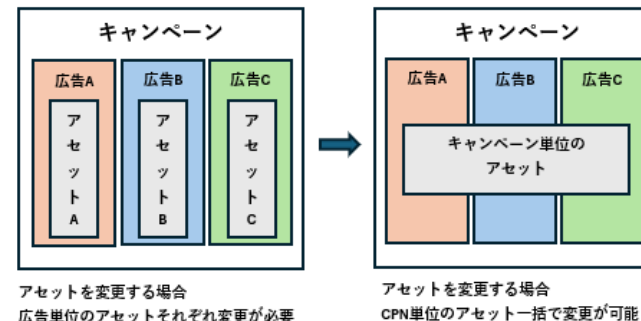 キャンペーン
広告A
広告B
広告C
アセットA
アセットB
アセットC
アセットを変更する場合
広告単位のアセットそれぞれ変更が必要
キャンペーン
広告A
広告B
広告C
キャンペーン単位の
アセット
アセットを変更する場合
CPN単位のアセット一括で変更が可能